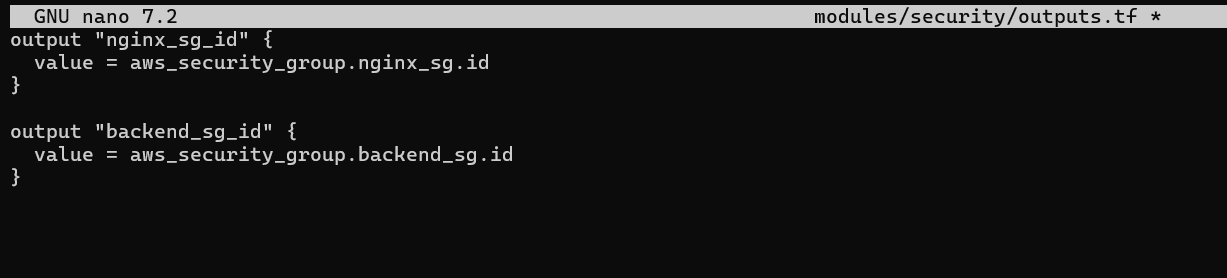 GNU nano 7.2 modules/security/outputs.tf *
output "nginx_sg_id" {
  value = aws_security_group.nginx_sg.id
}

output "backend_sg_id" {
  value = aws_security_group.backend_sg.id
}